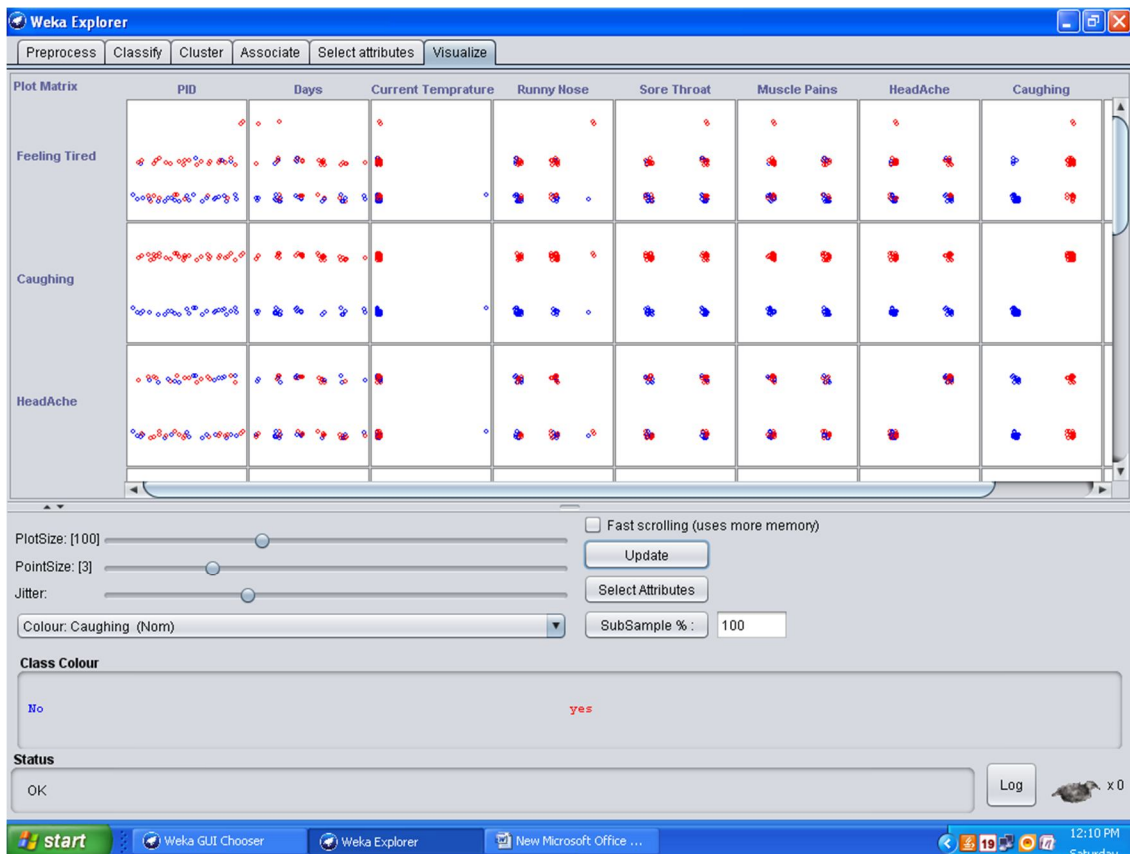 Weka Explorer
Preprocess Classify Cluster Associate Select attributes Visualize
Plot Matrix PID Days Current Temprature Runny Nose Sore Throat Muscle Pains HeadAche Caughing
Feeling Tired
Caughing
HeadAche
Fast scrolling (uses more memory)
PlotSize: [100]
Update
PointSize: [3]
Jitter:
Select Attributes
Colour: Caughing (Nom)
SubSample % : 100
Class Colour
No yes
Status
OK
Log
x 0
start Weka GUI Chooser Weka Explorer New Microsoft Office ... 19 12:10 PM
Saturday